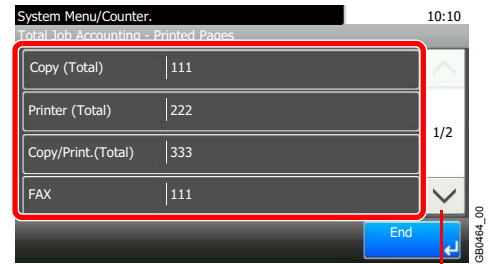 System Menu/Counter.
10:10
Total Job Accounting - Printed Pages
Copy (Total) 111
Printer (Total) 222
1/2
Copy/Print.(Total) 333
FAX 111
End
GB0464_00